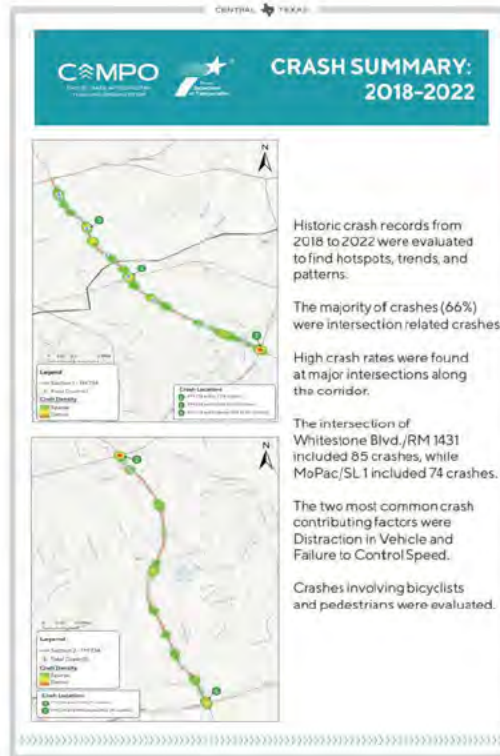 CENTRAL TEXAS
CAMPO
CRASH SUMMARY:
2018-2022
N
Historic crash records from
2018 to 2022 were evaluated
to find hotspots, trends, and
patterns.
The majority of crashes (66%)
were intersection related crashes
High crash rates were found
at major intersections along
the corridor.
The intersection of
Whitestone Blvd./RM 1431
included 85 crashes, while
MoPac/SL 1 included 74 crashes.
The two most common crash
contributing factors were
Distraction in Vehicle and
Failure to Control Speed.
Crashes involving bicyclists
and pedestrians were evaluated.
Legend
Crash Density
Sparse
Dense
Crash Locations
N
Legend
Crash Density
Sparse
Dense
Crash Locations